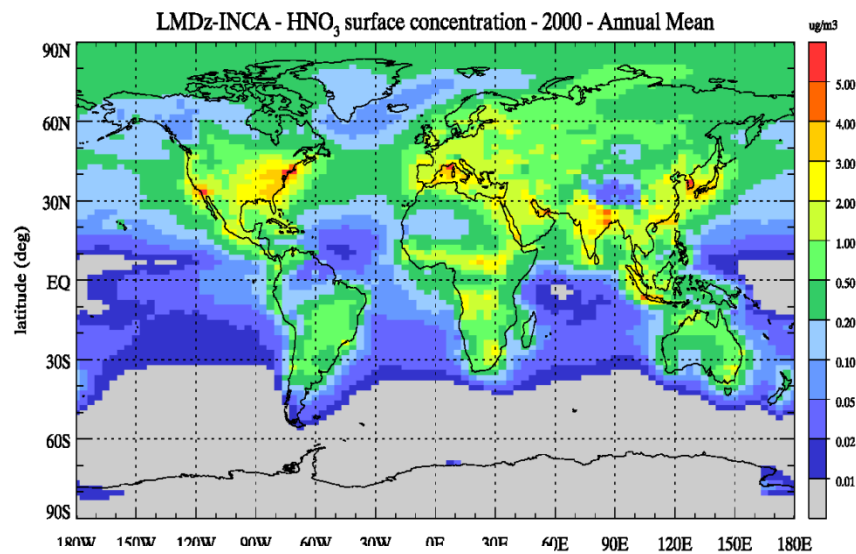 LMDz-INCA - HNO₃ surface concentration - 2000 - Annual Mean
ug/m3
90N
60N
30N
EQ
30S
60S
90S
latitude (deg)
5.00
4.00
3.00
2.00
1.00
0.50
0.20
0.10
0.05
0.02
0.01
180W 150W 120W 90W 60W 30W 0E 30E 60E 90E 120E 150E 180E